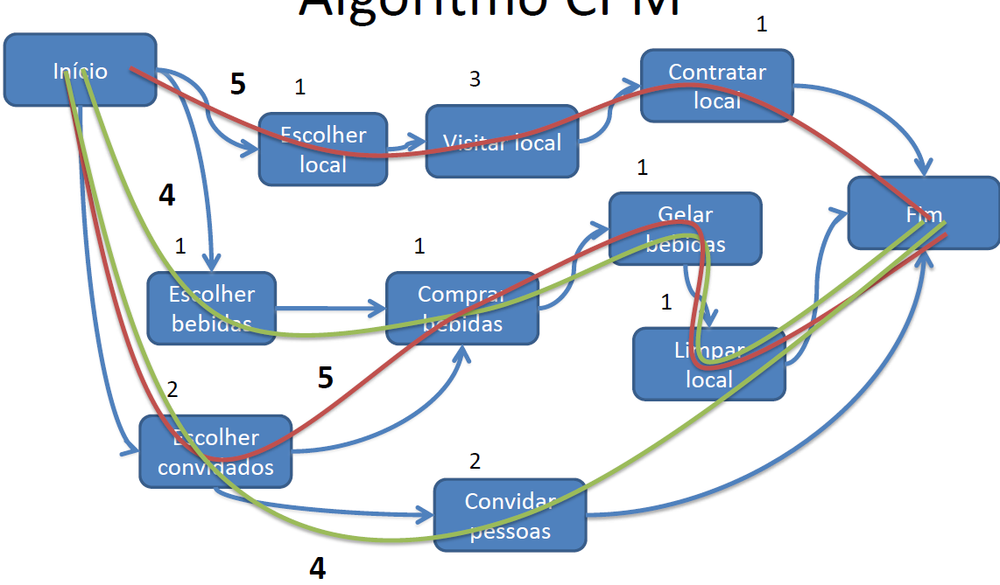 Algoritmo CPM
1
Início
Contratar
local
5
1
3
Escolher
local
Visitar local
1
4
Gelar
bebidas
Fim
1
1
Escolher
bebidas
Comprar
bebidas
1
Limpar
local
5
2
Escolher
convidados
2
Convidar
pessoas
4